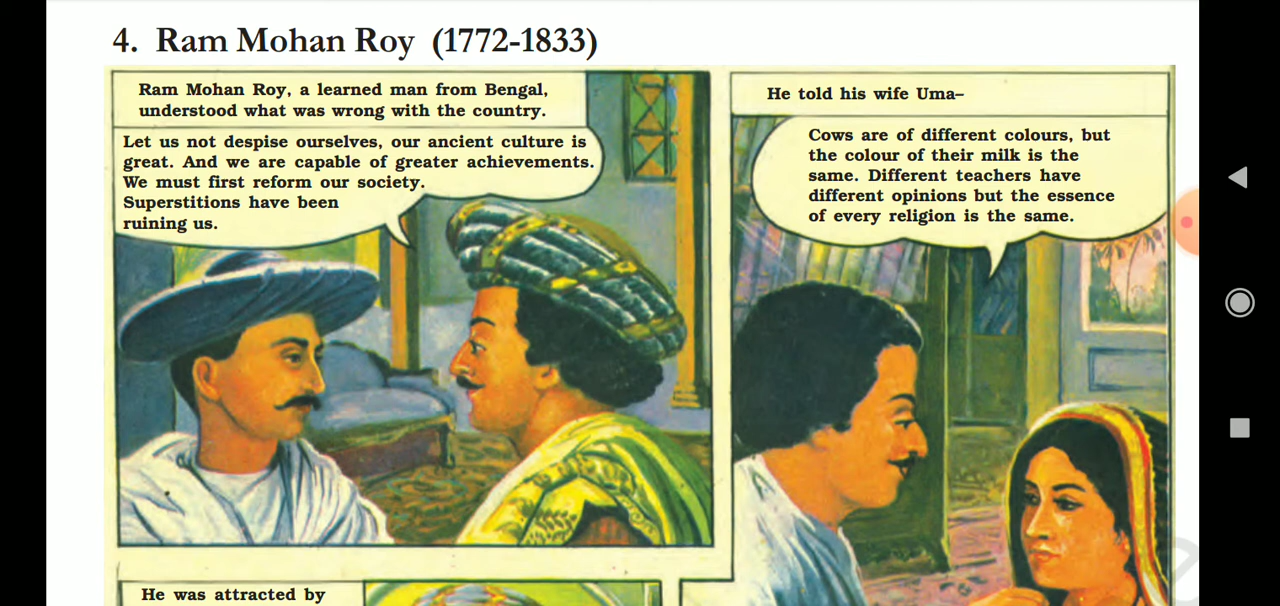 4. Ram Mohan Roy (1772-1833)
Ram Mohan Roy, a learned man from Bengal,
understood what was wrong with the country.
Let us not despise ourselves, our ancient culture is
great. And we are capable of greater achievements.
We must first reform our society.
Superstitions have been
ruining us.
He told his wife Uma–
Cows are of different colours, but
the colour of their milk is the
same. Different teachers have
different opinions but the essence
of every religion is the same.
He was attracted by